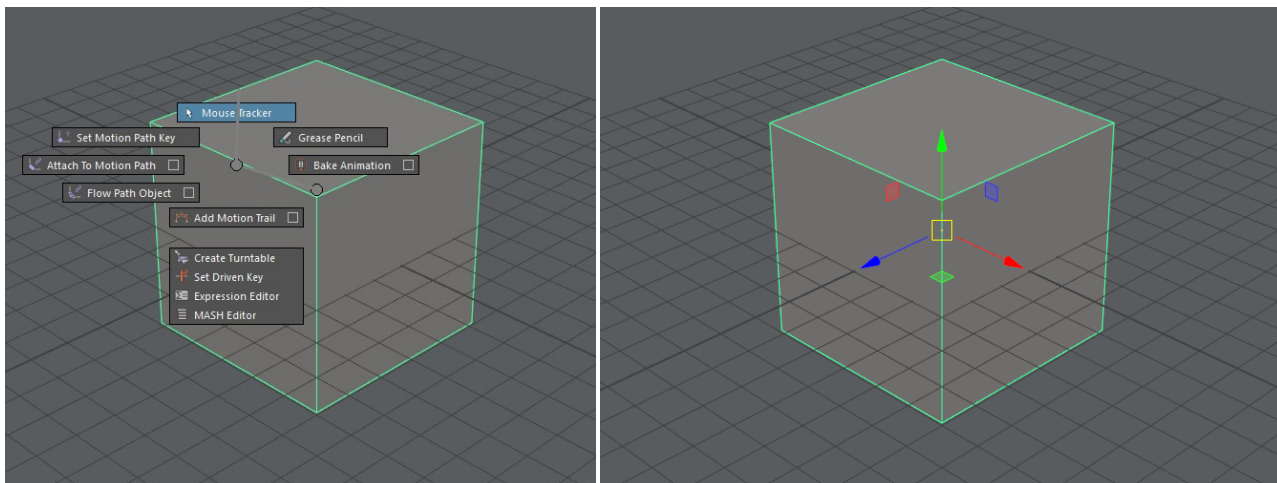 Mouse Tracker
Set Motion Path Key
Grease Pencil
Attach To Motion Path
Bake Animation
Flow Path Object
Add Motion Trail
Create Turntable
Set Driven Key
Expression Editor
MASH Editor